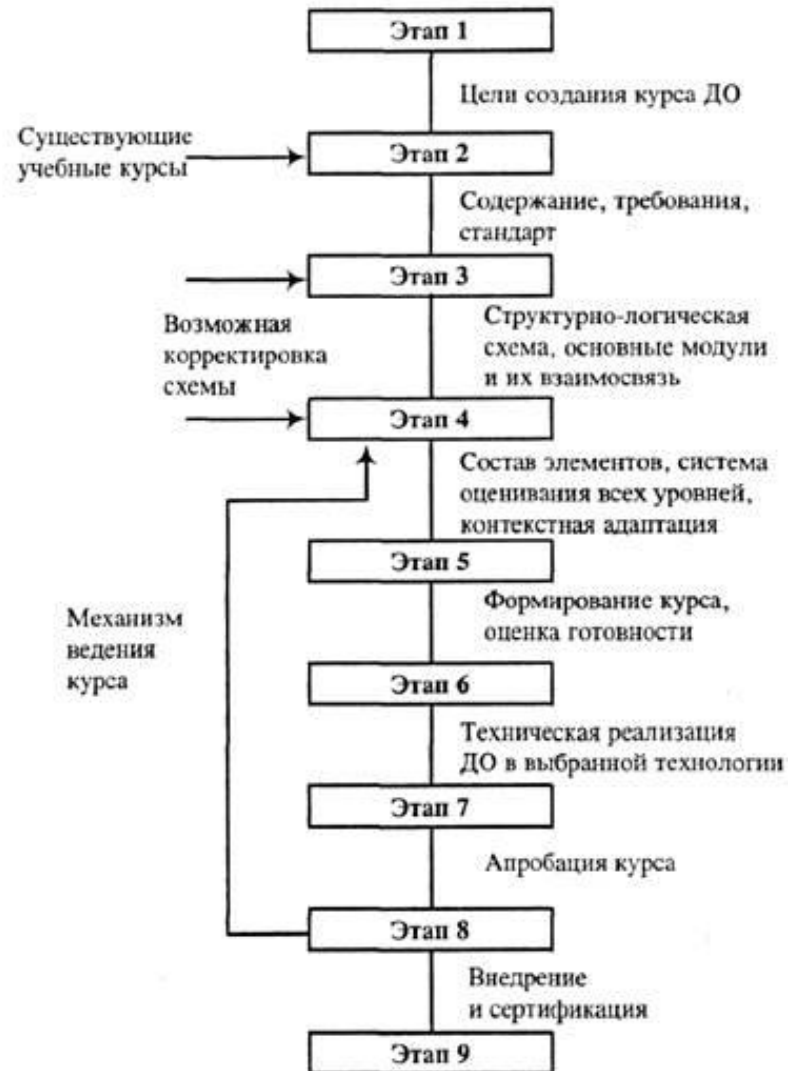 Этап 1
Цели создания курса ДО
Существующие
учебные курсы
Этап 2
Содержание, требования,
стандарт
Этап 3
Возможная
корректировка
схемы
Структурно-логическая
схема, основные модули
и их взаимосвязь
Этап 4
Состав элементов, система
оценивания всех уровней,
контекстная адаптация
Этап 5
Механизм
ведения
курса
Формирование курса,
оценка готовности
Этап 6
Техническая реализация
ДО в выбранной технологии
Этап 7
Апробация курса
Этап 8
Внедрение
и сертификация
Этап 9